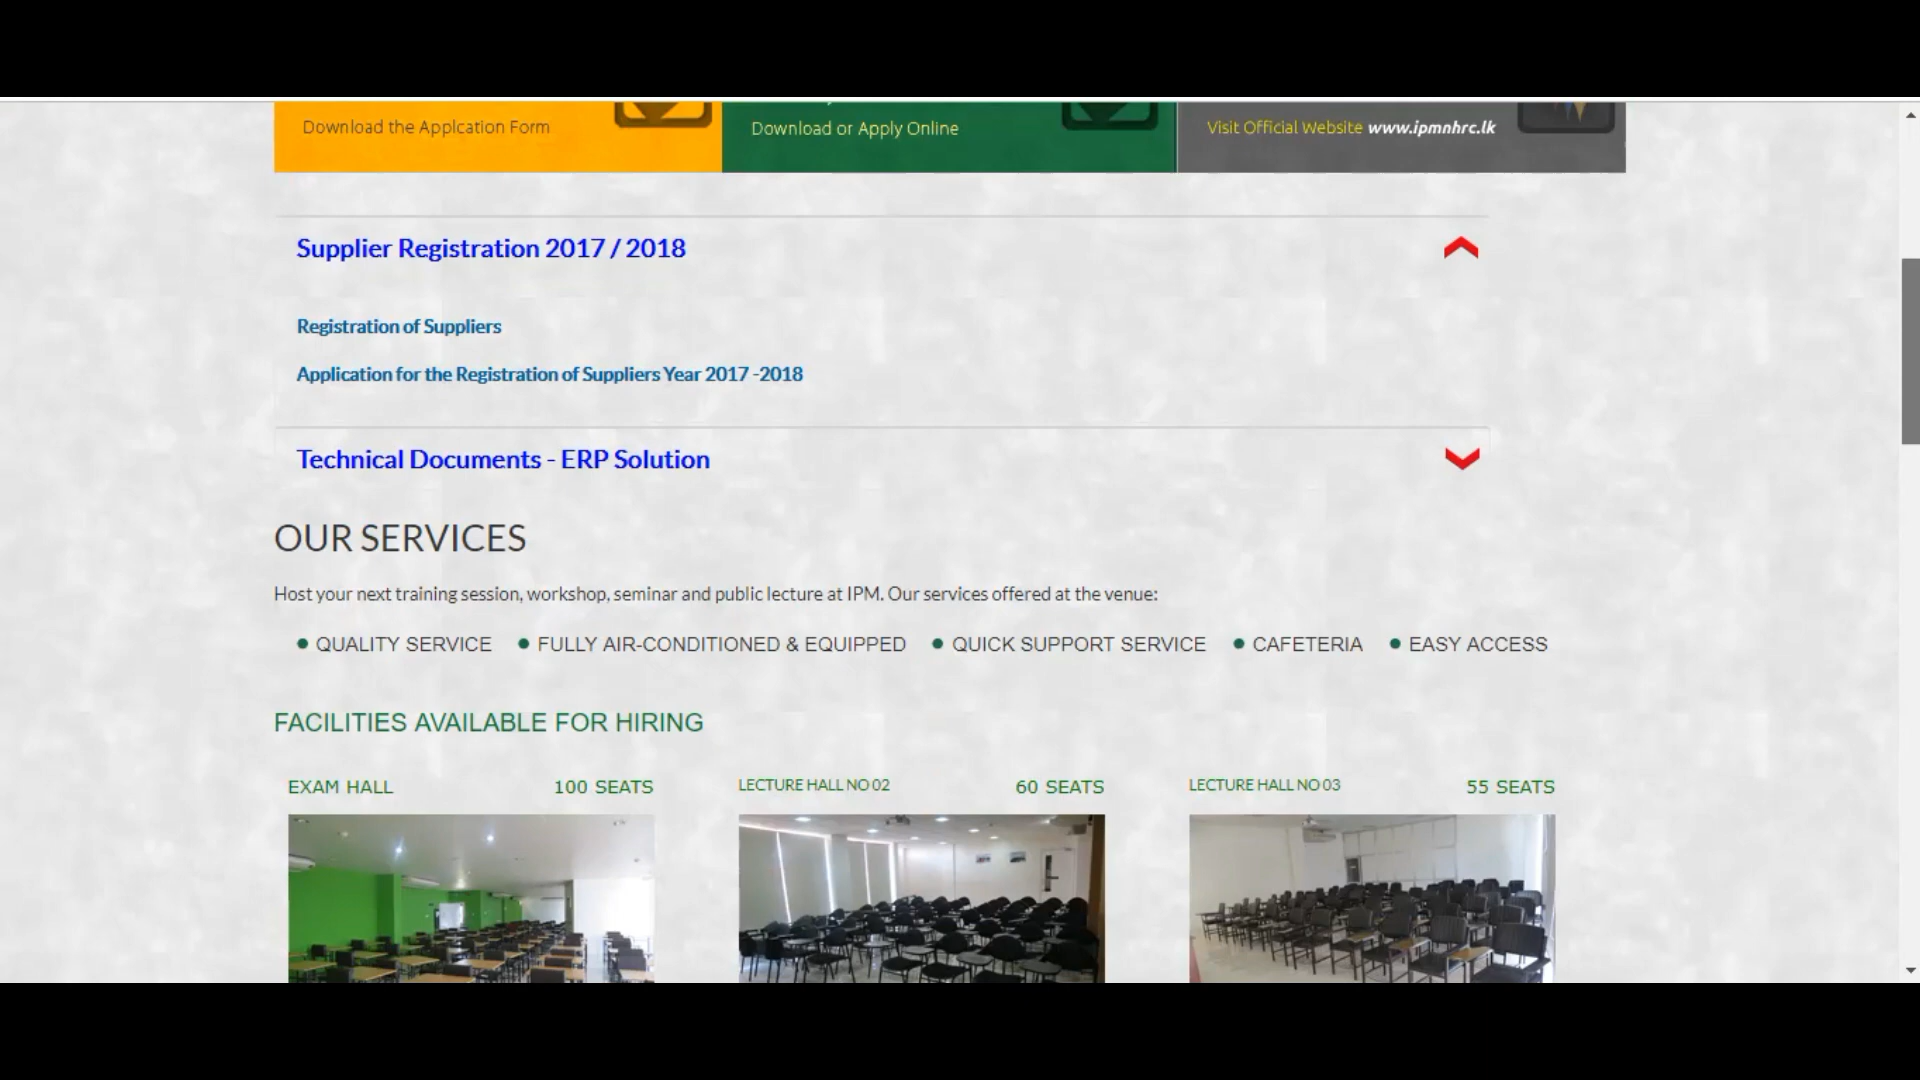 Download the Applcation Form
Download or Apply Online
Visit Official Website www.ipmnhrc.lk
Supplier Registration 2017 / 2018
Registration of Suppliers
Application for the Registration of Suppliers Year 2017 -2018
Technical Documents - ERP Solution
OUR SERVICES
Host your next training session, workshop, seminar and public lecture at IPM. Our services offered at the venue:
QUALITY SERVICE FULLY AIR-CONDITIONED & EQUIPPED QUICK SUPPORT SERVICE CAFETERIA EASY ACCESS
FACILITIES AVAILABLE FOR HIRING
EXAM HALL 100 SEATS
LECTURE HALL NO 02 60 SEATS
LECTURE HALL NO 03 55 SEATS